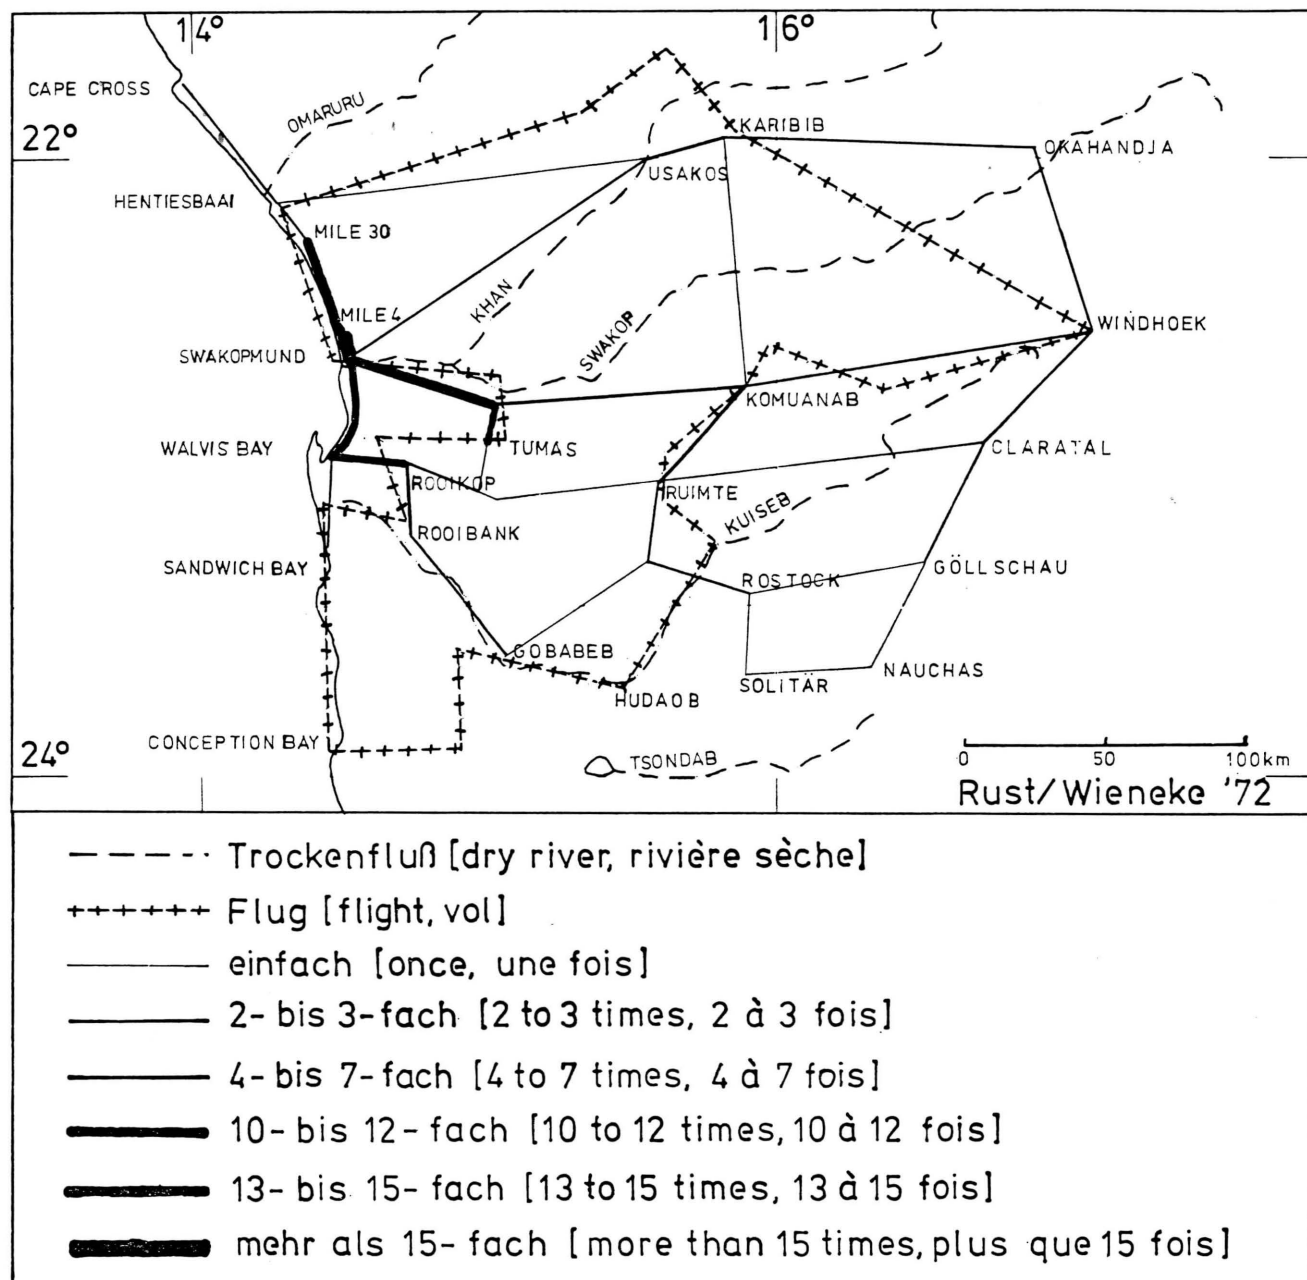 14°
16°
CAPE CROSS
OMARURU
22°
KARIBIB
OKAHANDJA
USAKOS
HENTIESBAAI
MILE 30
KHAN
MILE 4
SWAKOP
WINDHOEK
SWAKOPMUND
KOMUANAB
WALVIS BAY
TUMAS
CLARATAL
ROOIKOP
RUIMTE
KUISEB
ROOIBANK
SANDWICH BAY
ROSTOCK
GÖLLSCHAU
GOBABEB
SOLITÄR
NAUCHAS
HUDAOB
CONCEPTION BAY
24°
TSONDAB
0 50 100km
Rust/Wieneke '72
Trockenfluß [dry river, rivière sèche]
Flug [flight, vol]
einfach [once, une fois]
2- bis 3-fach [2 to 3 times, 2 à 3 fois]
4- bis 7-fach [4 to 7 times, 4 à 7 fois]
10- bis 12-fach [10 to 12 times, 10 à 12 fois]
13- bis 15-fach [13 to 15 times, 13 à 15 fois]
mehr als 15-fach [more than 15 times, plus que 15 fois]